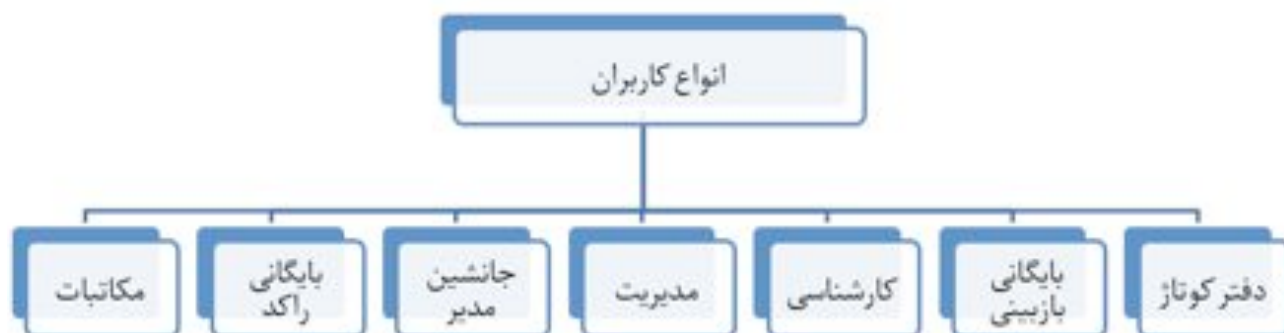 انواع کاربران
دفتر کوتاژ
بایگانی
بازبینی
کارشناسی
مدیریت
جانشین
مدیر
بایگانی
راکد
مکاتبات